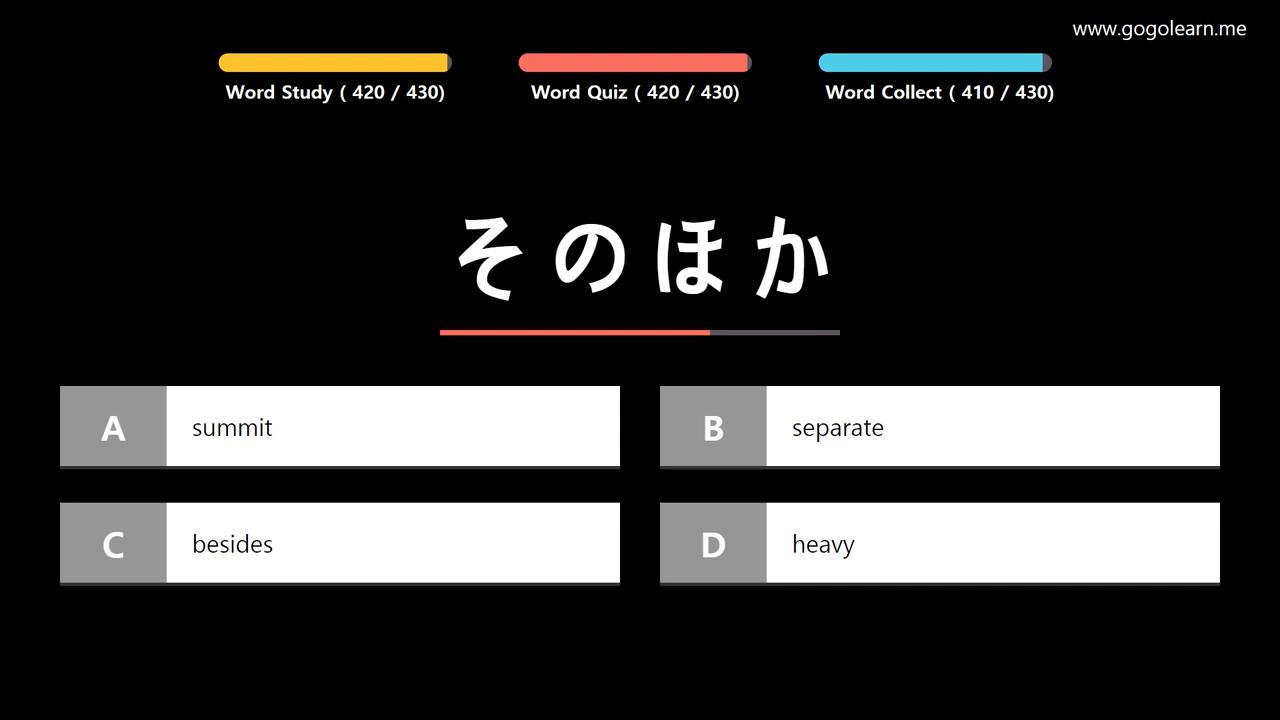 www.gogolearn.me
Word Study ( 420 / 430)
Word Quiz ( 420 / 430)
Word Collect ( 410 / 430)
そのほか
A summit
B separate
C besides
D heavy